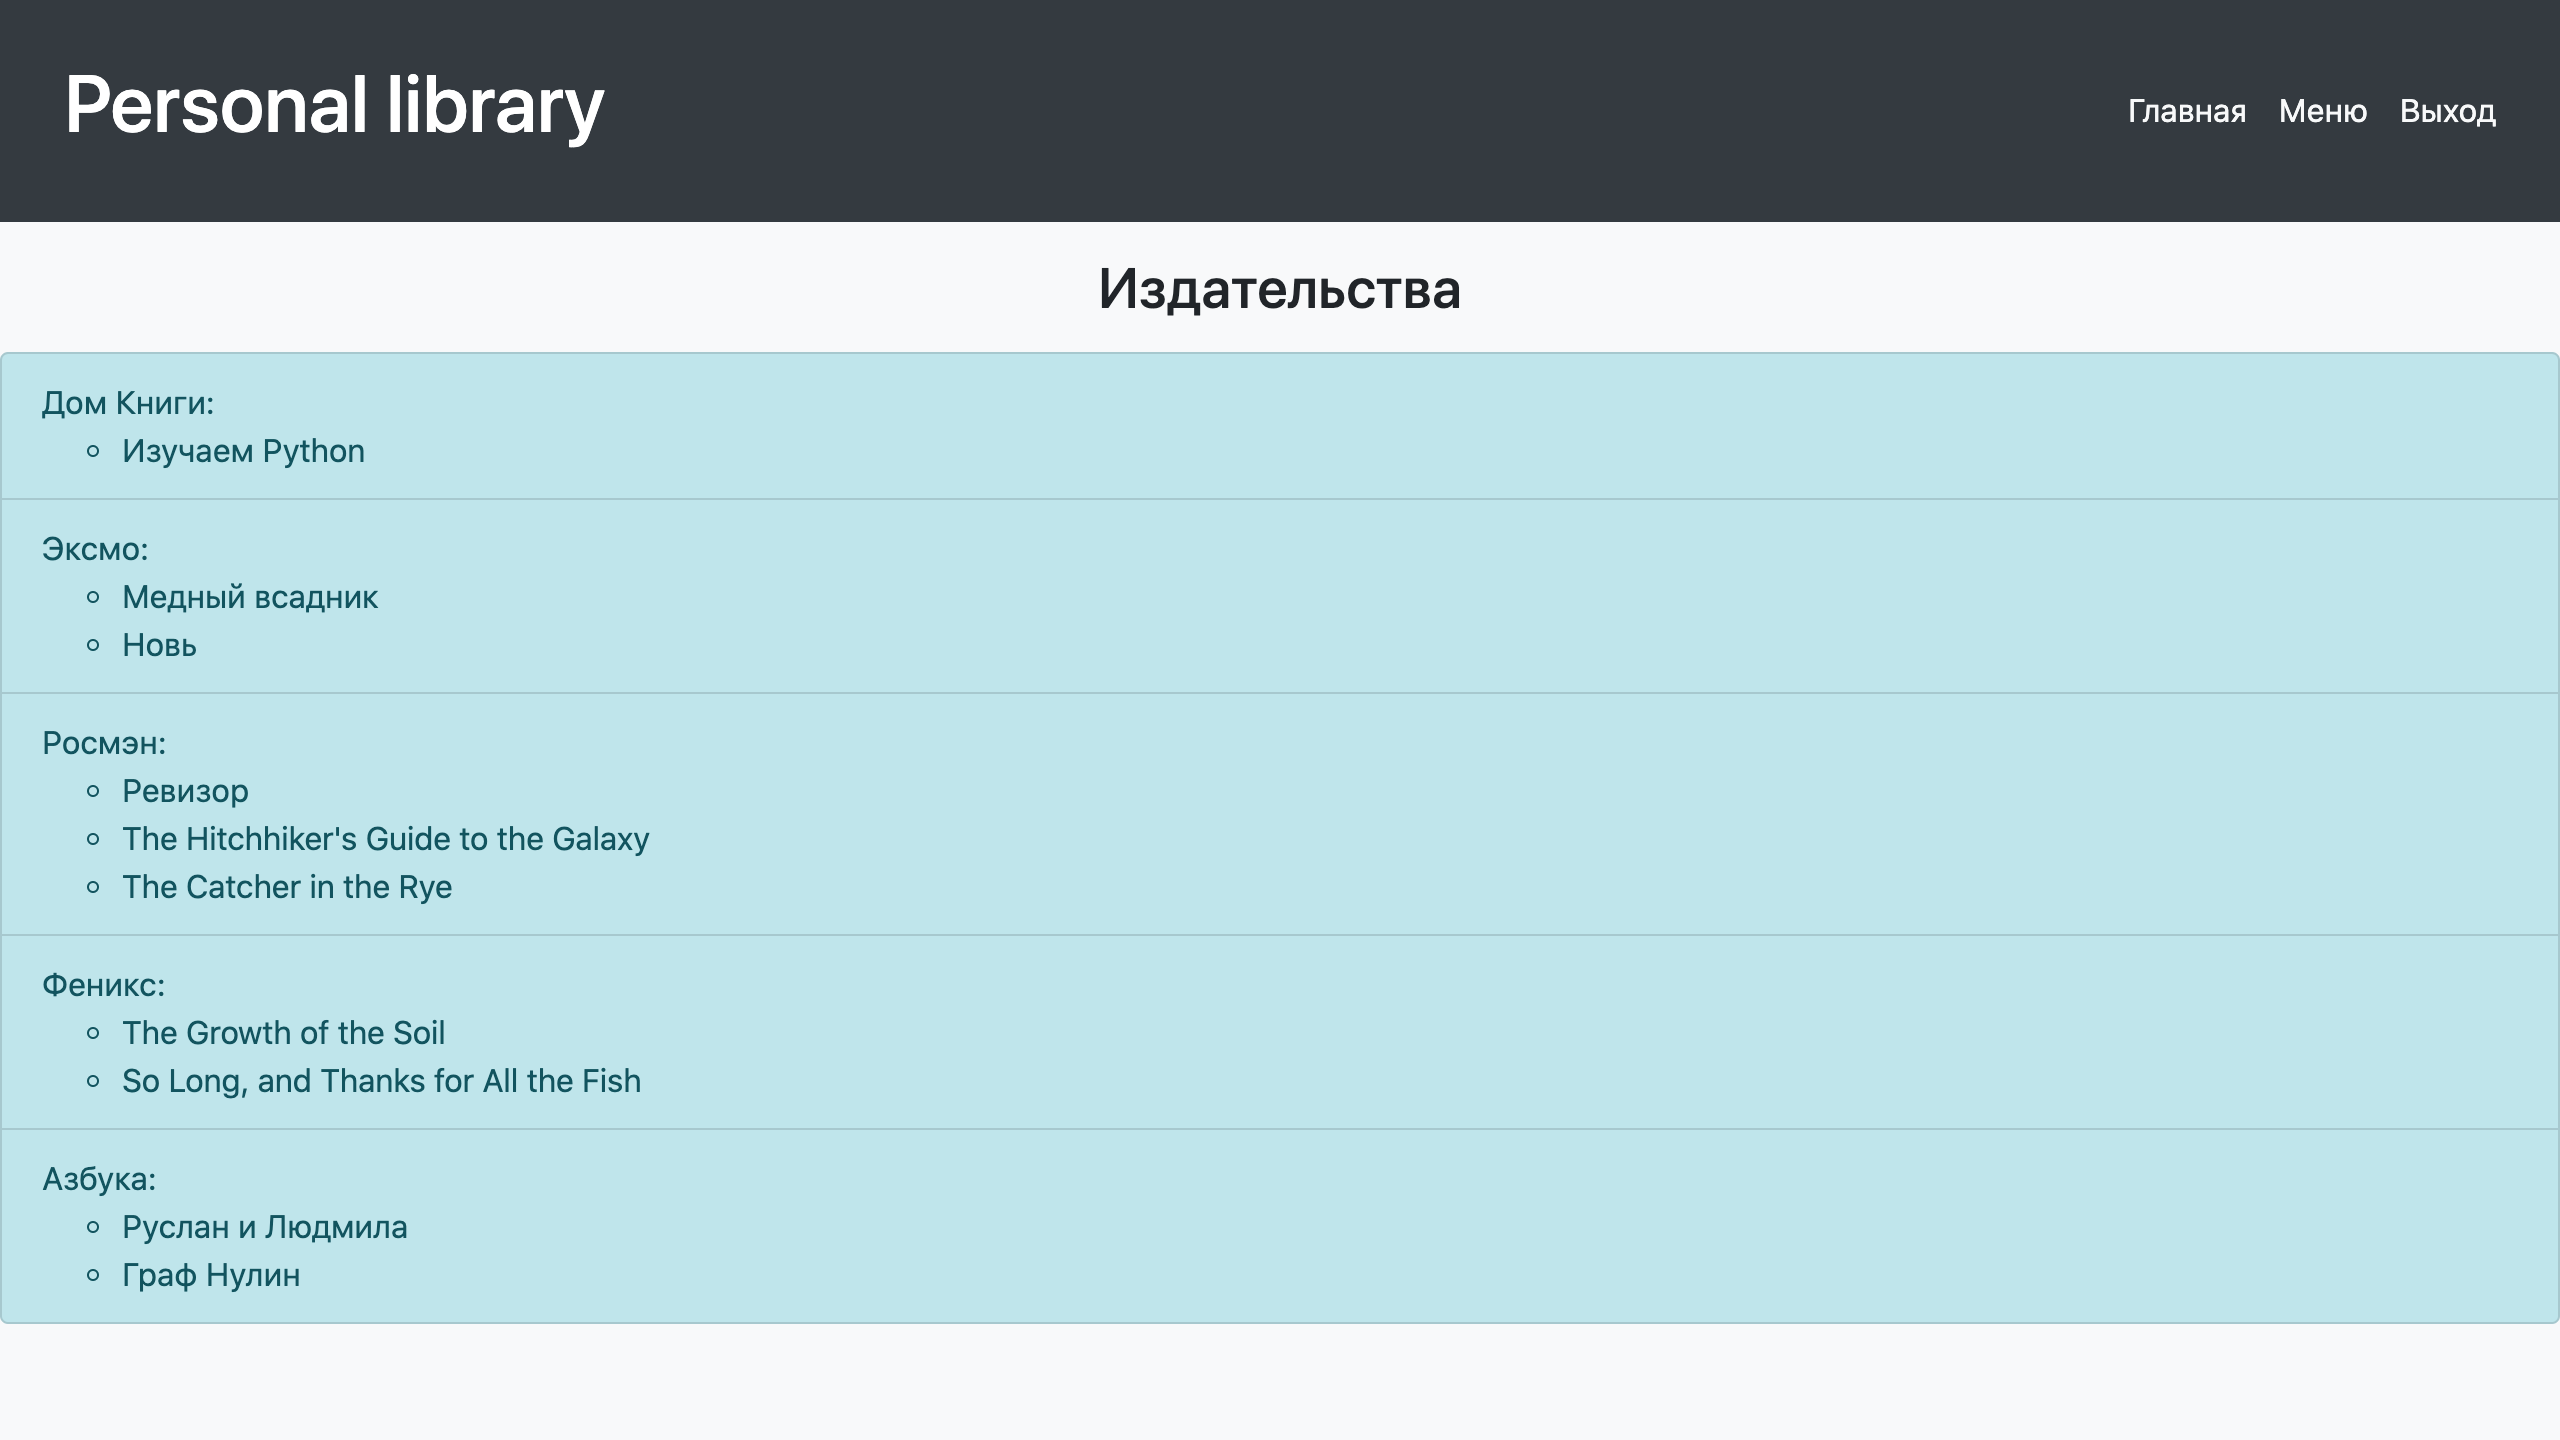 Personal library
Главная Меню Выход
Издательства
Дом Книги:
Изучаем Python
Эксмо:
Медный всадник
Новь
Росмэн:
Ревизор
The Hitchhiker's Guide to the Galaxy
The Catcher in the Rye
Феникс:
The Growth of the Soil
So Long, and Thanks for All the Fish
Азбука:
Руслан и Людмила
Граф Нулин